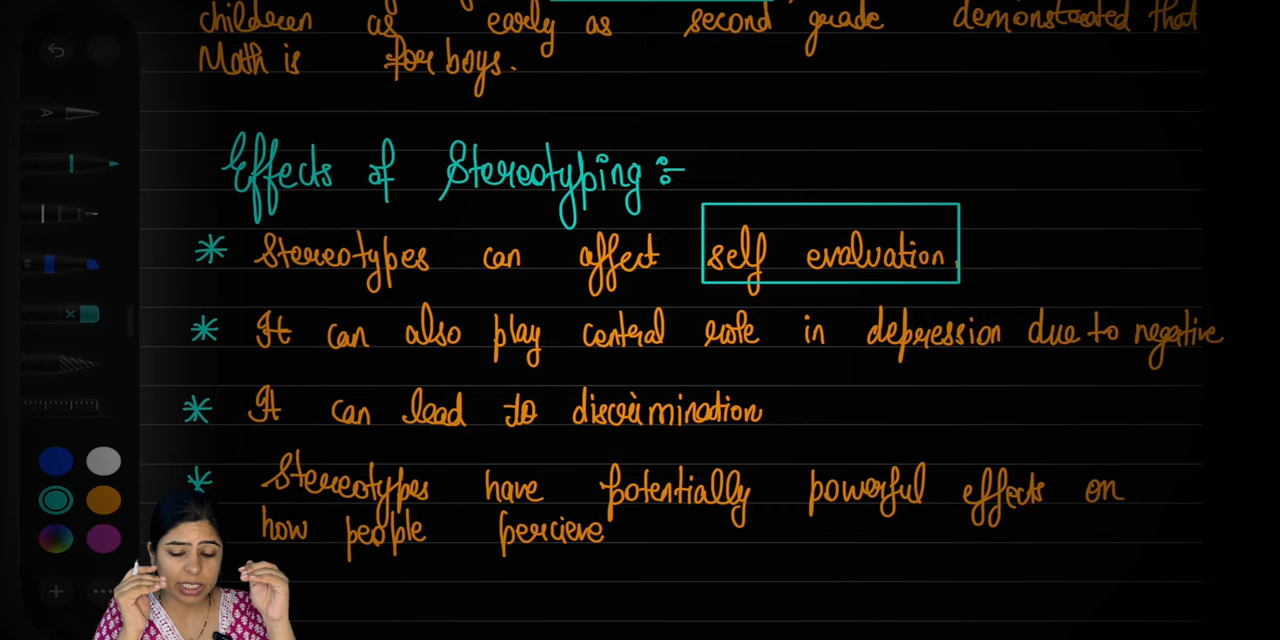 children as early as second grade demonstrated that
Math is for boys.
Effects of Stereotyping :-
* Stereotypes can affect self evaluation.
* It can also play central role in depression due to negative
* It can lead to discrimination
* Stereotypes have potentially powerful effects on
how people percieve